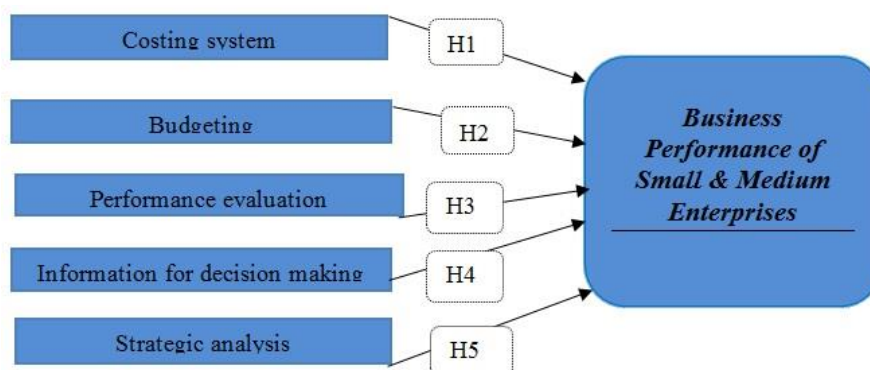 Costing system
H1
Budgeting
H2
Performance evaluation
H3
Information for decision making
H4
Strategic analysis
H5
Business
Performance of
Small & Medium
Enterprises